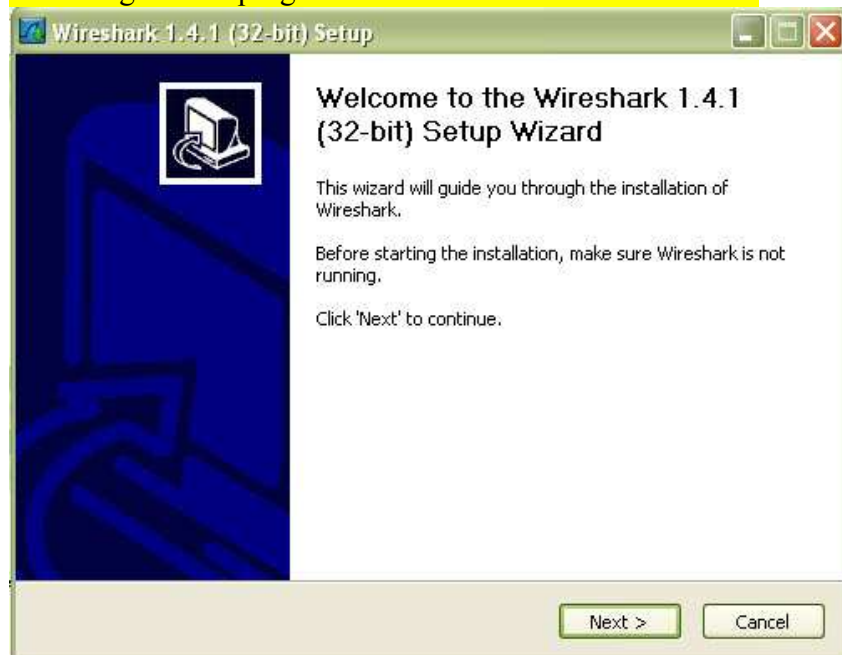 Wireshark 1.4.1 (32-bit) Setup
Welcome to the Wireshark 1.4.1
(32-bit) Setup Wizard
This wizard will guide you through the installation of
Wireshark.
Before starting the installation, make sure Wireshark is not
running.
Click 'Next' to continue.
Next >
Cancel